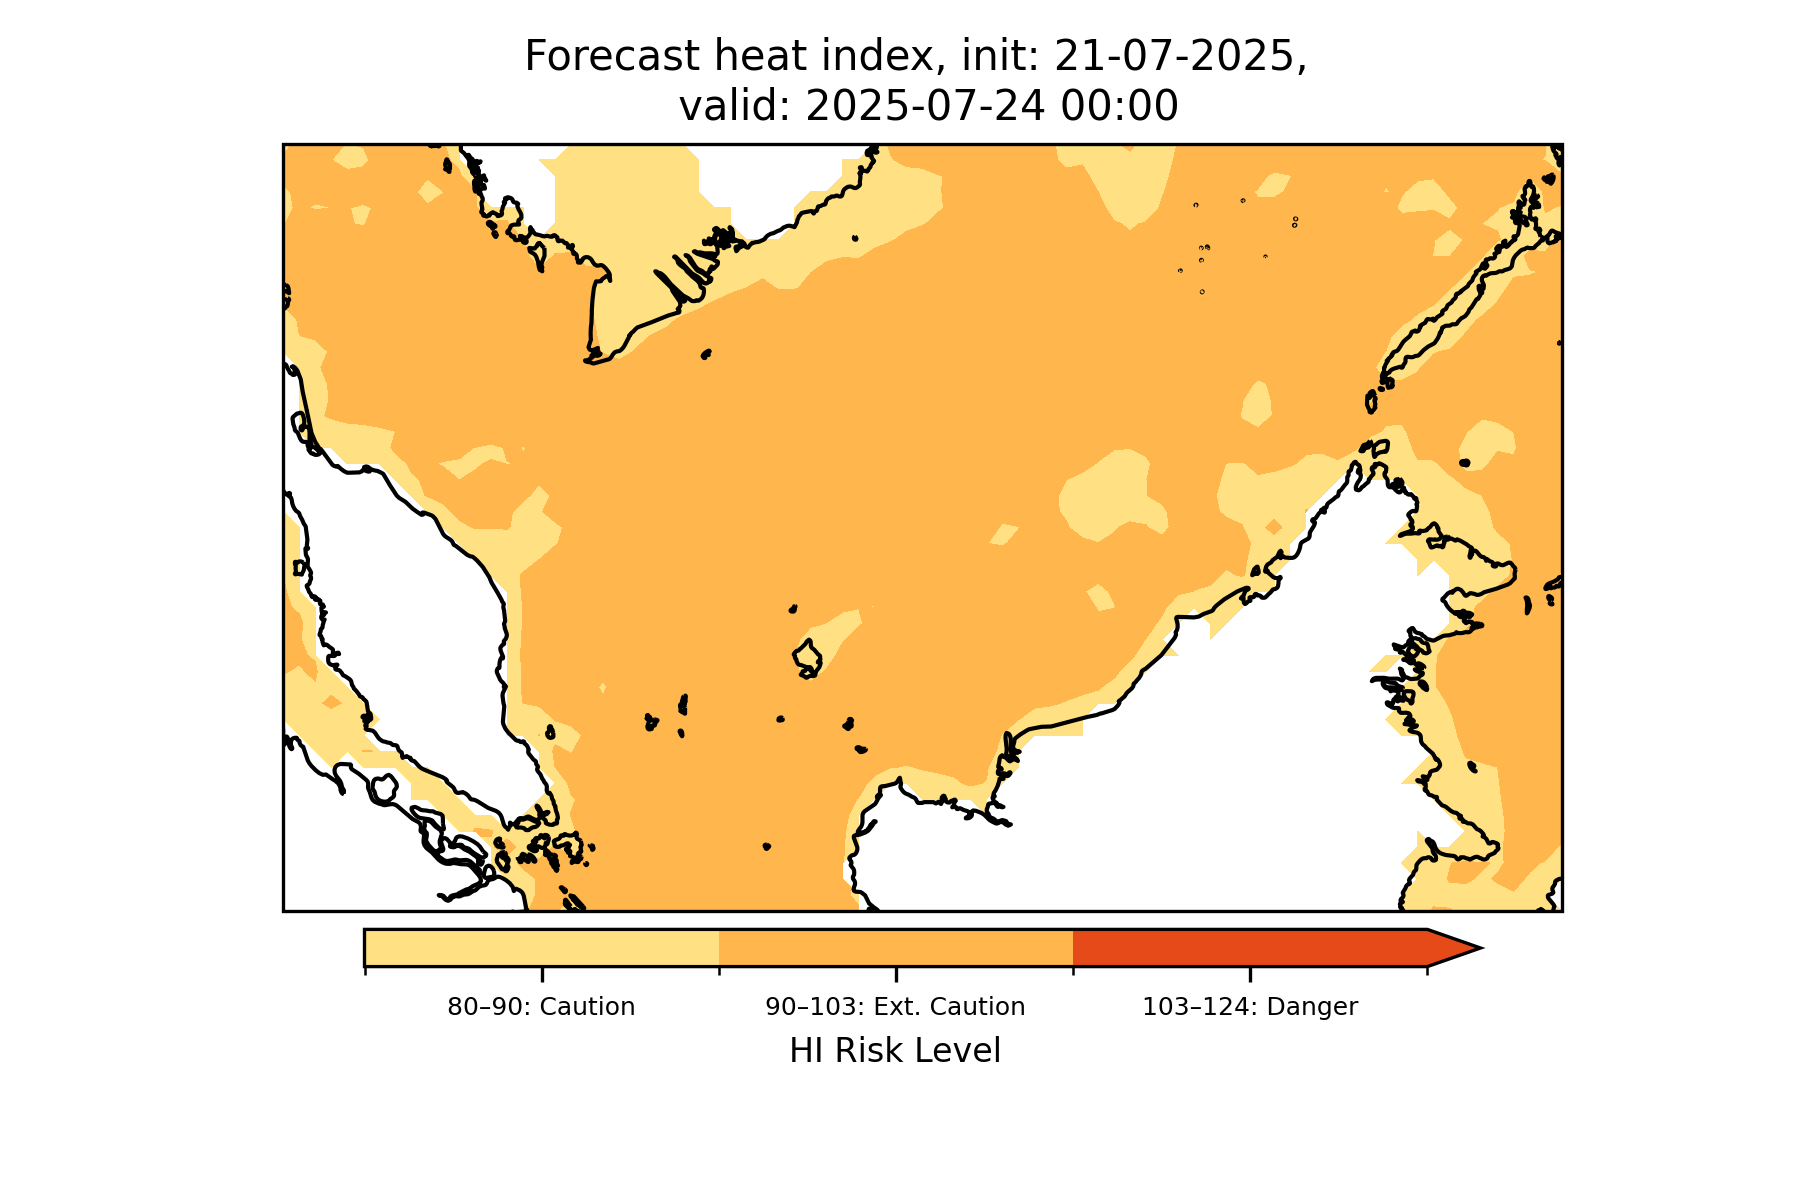 Forecast heat index, init: 21-07-2025,
valid: 2025-07-24 00:00
80–90: Caution
90–103: Ext. Caution
103–124: Danger
HI Risk Level